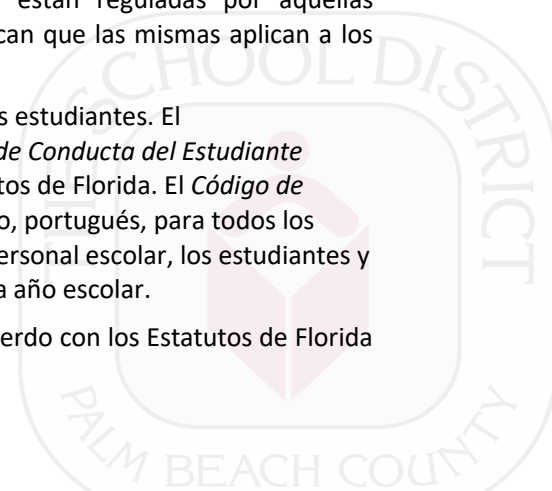 están reguladas por aquellas
can que las mismas aplican a los
s estudiantes. El
de Conducta del Estudiante
tos de Florida. El Código de
o, portugués, para todos los
ersonal escolar, los estudiantes y
a año escolar.
erdo con los Estatutos de Florida
THE SCHOOL DISTRICT
PALM BEACH COUNTY